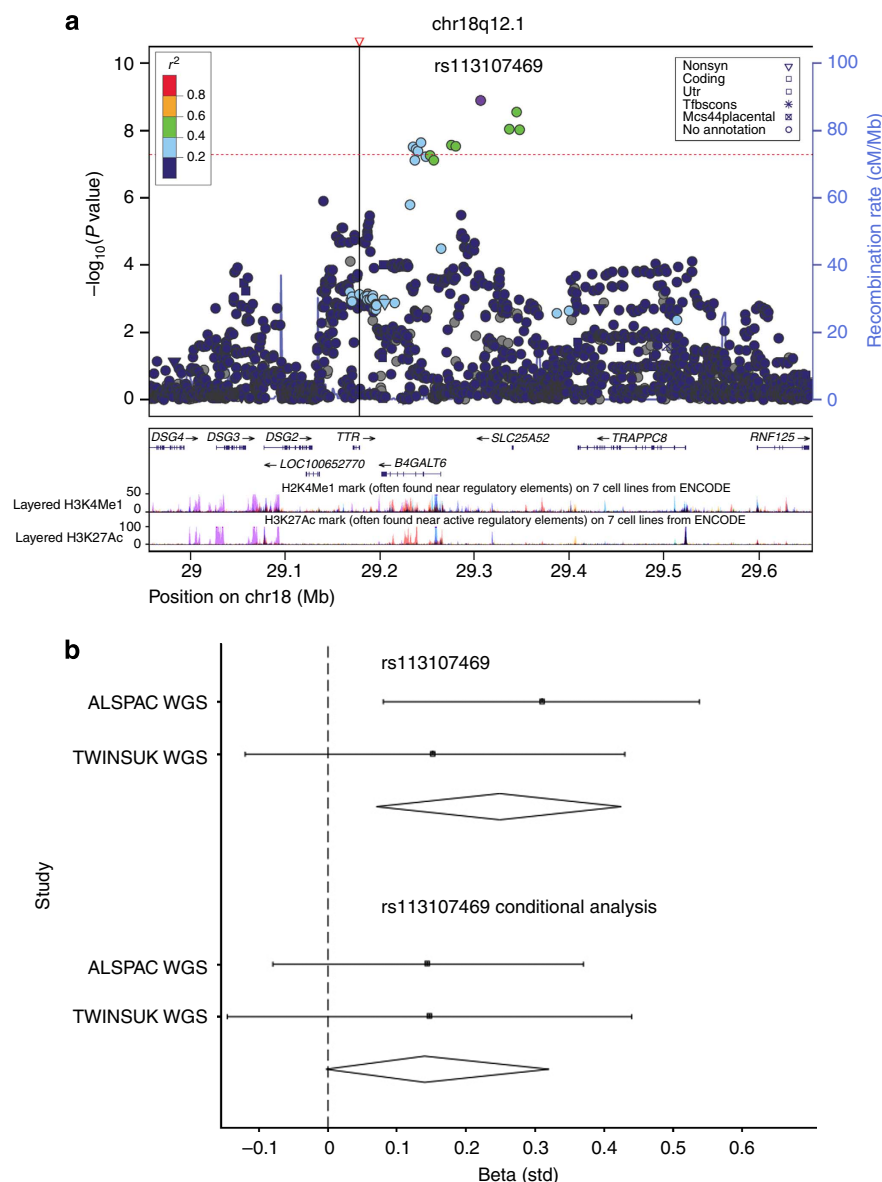 a
chr18q12.1
rs113107469
r²
0.8
0.6
0.4
0.2
Nonsyn
Coding
Utr
Tfbscons
Mcs44placental
No annotation
10
8
6
4
2
0
–log10(P value)
100
80
60
40
20
0
Recombination rate (cM/Mb)
DSG4 → DSG3 → DSG2 → TTR → ← SLC25A52 ← TRAPPC8 RNF125 →
← LOC100652770 ← B4GALT6
H2K4Me1 mark (often found near regulatory elements) on 7 cell lines from ENCODE
Layered H3K4Me1
50
0
H3K27Ac mark (often found near active regulatory elements) on 7 cell lines from ENCODE
Layered H3K27Ac
100
0
29 29.1 29.2 29.3 29.4 29.5 29.6
Position on chr18 (Mb)
b
rs113107469
ALSPAC WGS
TWINSUK WGS
Study
rs113107469 conditional analysis
ALSPAC WGS
TWINSUK WGS
–0.1 0 0.1 0.2 0.3 0.4 0.5 0.6
Beta (std)